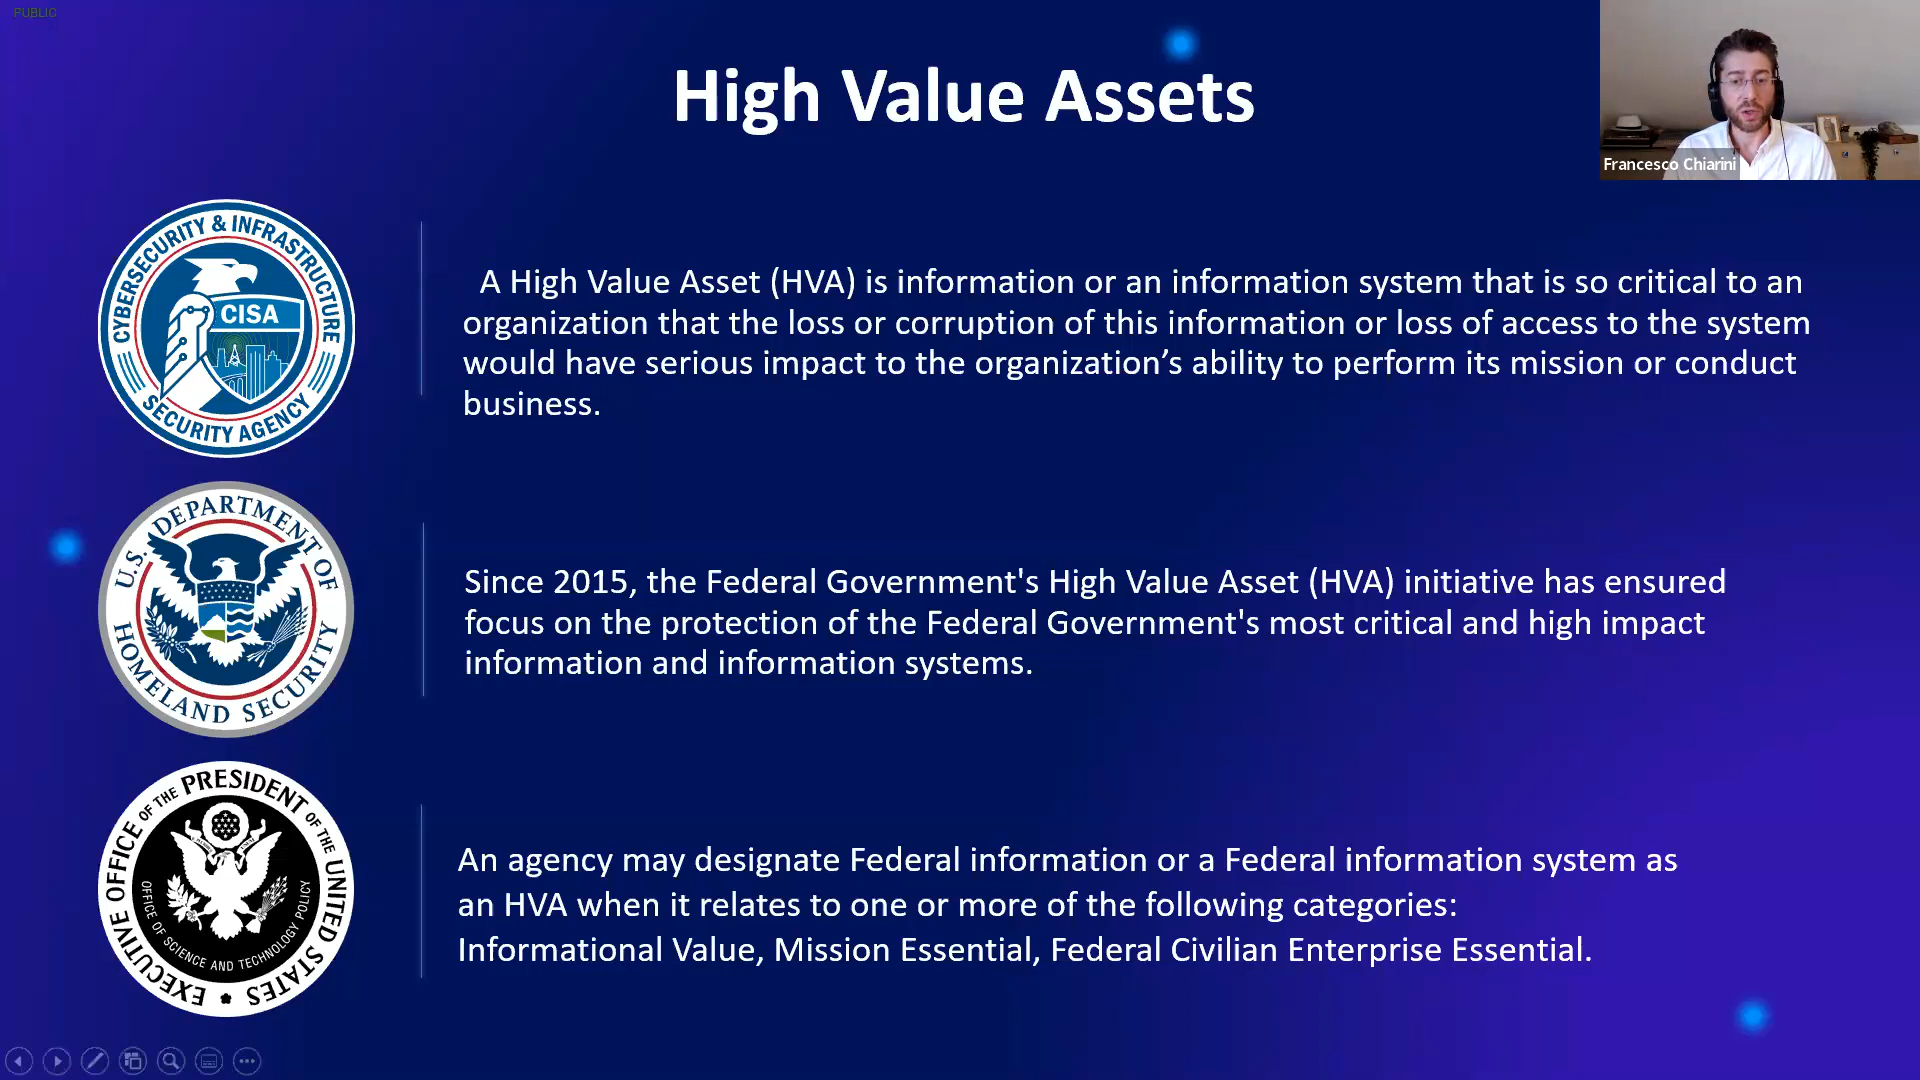 PUBLIC
High Value Assets
Francesco Chiarini
CYBERSECURITY & INFRASTRUCTURE
SECURITY AGENCY
CISA
A High Value Asset (HVA) is information or an information system that is so critical to an
organization that the loss or corruption of this information or loss of access to the system
would have serious impact to the organization’s ability to perform its mission or conduct
business.
U.S. DEPARTMENT OF
HOMELAND SECURITY
Since 2015, the Federal Government's High Value Asset (HVA) initiative has ensured
focus on the protection of the Federal Government's most critical and high impact
information and information systems.
EXECUTIVE OFFICE OF THE PRESIDENT OF THE UNITED STATES
OFFICE OF SCIENCE AND TECHNOLOGY POLICY
An agency may designate Federal information or a Federal information system as
an HVA when it relates to one or more of the following categories:
Informational Value, Mission Essential, Federal Civilian Enterprise Essential.